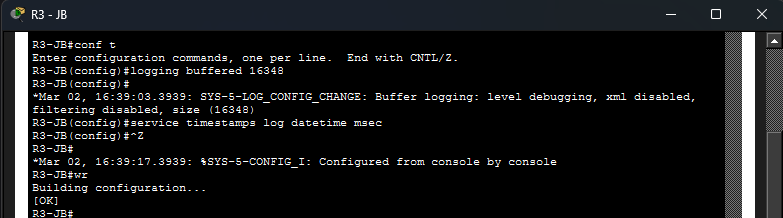 R3 - JB
R3-JB#conf t
Enter configuration commands, one per line.  End with CNTL/Z.
R3-JB(config)#logging buffered 16348
R3-JB(config)#
*Mar 02, 16:39:03.3939: SYS-5-LOG_CONFIG_CHANGE: Buffer logging: level debugging, xml disabled,
filtering disabled, size (16348)
R3-JB(config)#service timestamps log datetime msec
R3-JB(config)#^Z
R3-JB#
*Mar 02, 16:39:17.3939: %SYS-5-CONFIG_I: Configured from console by console
R3-JB#wr
Building configuration...
[OK]
R3-JB#